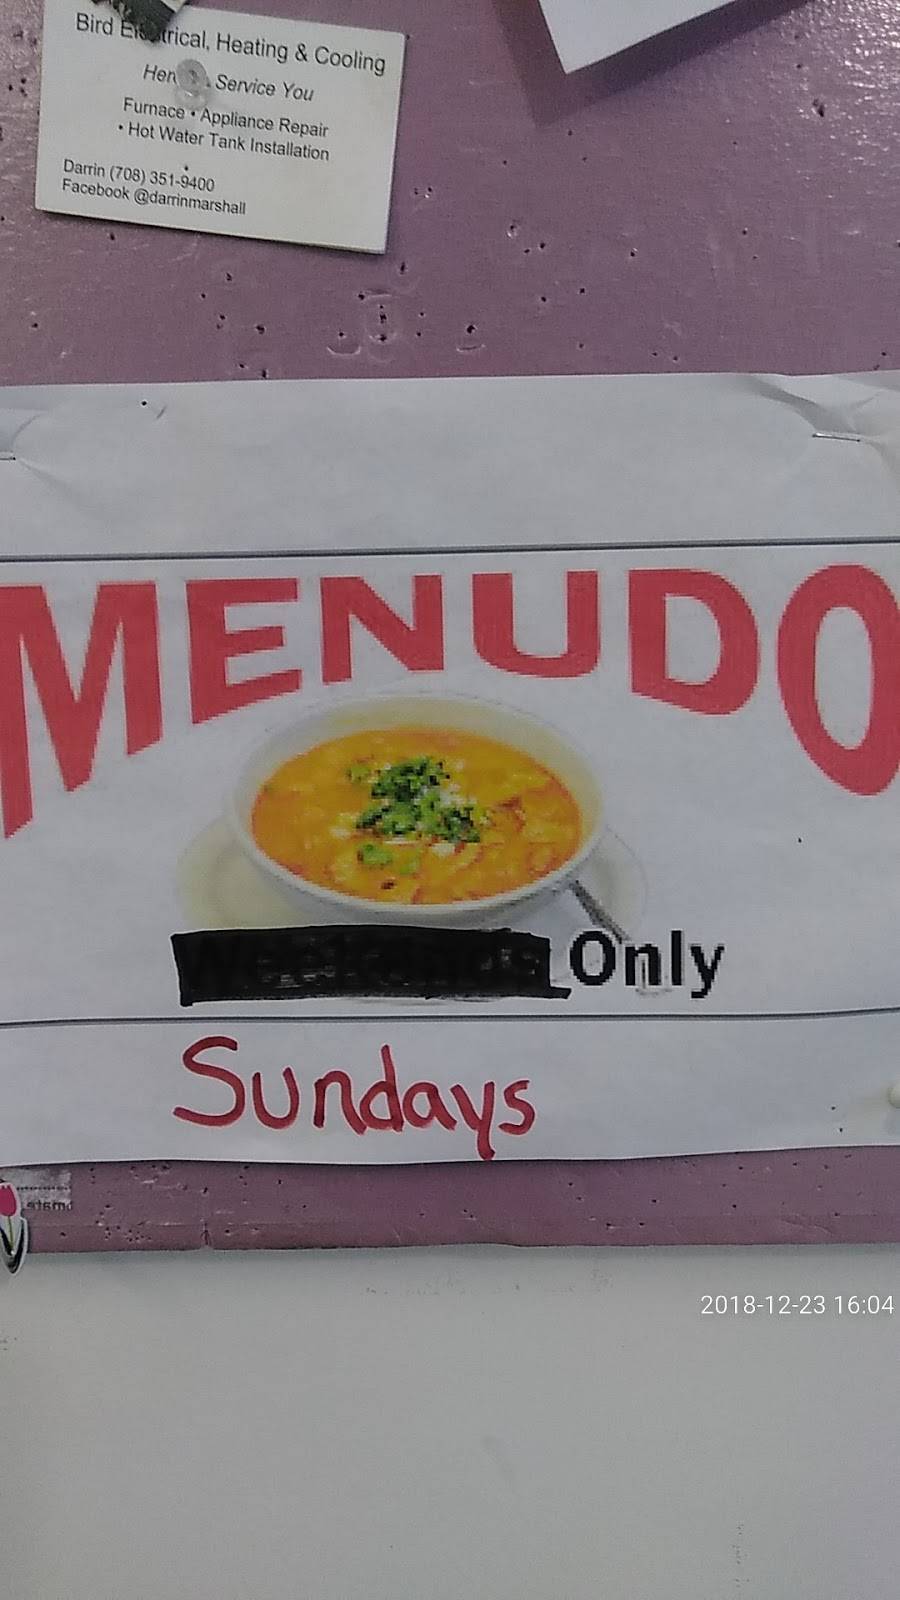 Bird Electrical, Heating & Cooling
Service You
Furnace • Appliance Repair
• Hot Water Tank Installation
Darrin (708) 351-9400
Facebook @darrinmarshall
MENUDO
Only
Sundays
2018-12-23 16:04